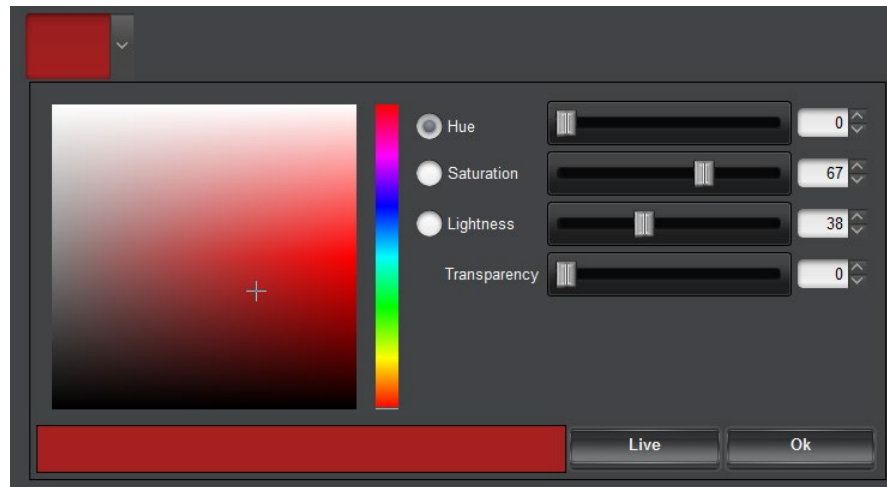 Hue 0
Saturation 67
Lightness 38
Transparency 0
Live Ok